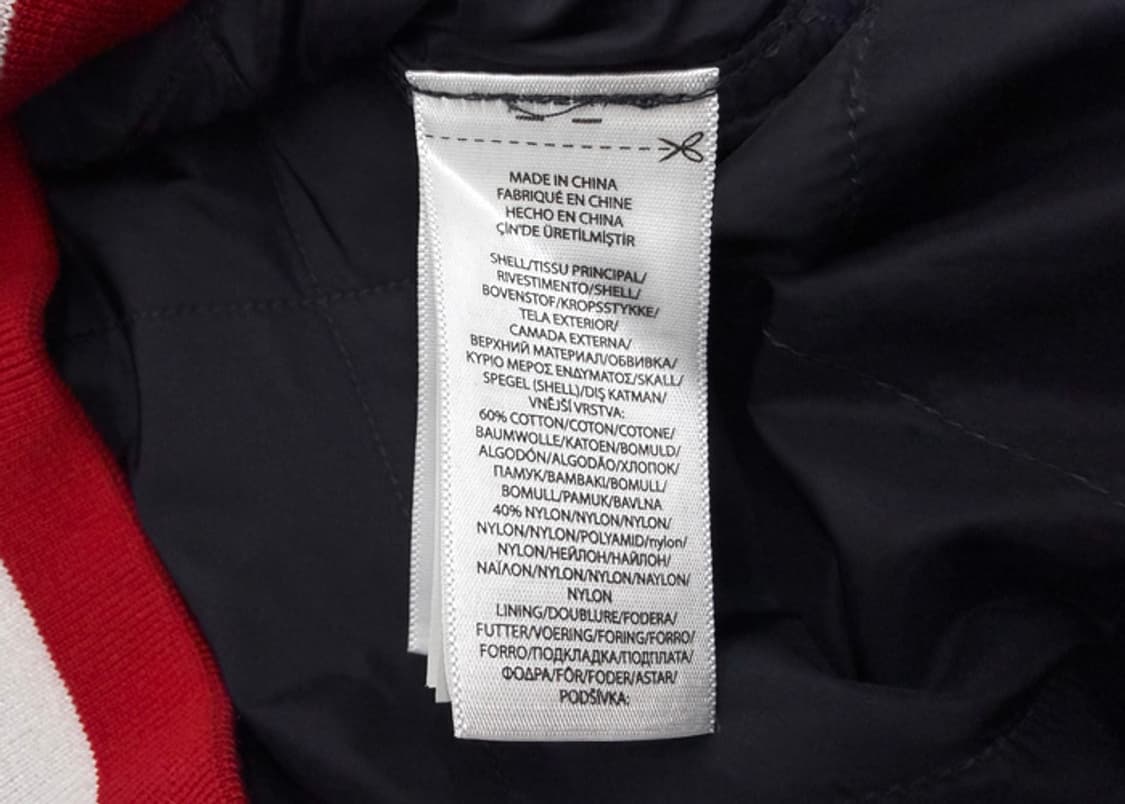 MADE IN CHINA
FABRIQUÉ EN CHINE
HECHO EN CHINA
ÇİN'DE ÜRETİLMİŞTİR
SHELL/TISSU PRINCIPAL/
RIVESTIMENTO/SHELL/
BOVENSTOF/KROPSSTYKKE/
TELA EXTERIOR/
CAMADA EXTERNA/
ВЕРХНИЙ МАТЕРИАЛ/ОБВИВКА/
ΚΥΡΙΟ ΜΕΡΟΣ ΕΝΔΥΜΑΤΟΣ/SKALL/
SPEGEL (SHELL)/DIŞ KATMAN/
VNĚJŠÍ VRSTVA:
60% COTTON/COTON/COTONE/
BAUMWOLLE/KATOEN/BOMULD/
ALGODÓN/ALGODÃO/ХЛОПОК/
ПАМУК/ΒΑΜΒΑΚΙ/BOMULL/
BOMULL/PAMUK/BAVLNA
40% NYLON/NYLON/NYLON/
NYLON/NYLON/POLYAMID/nylon/
NYLON/НЕЙЛОН/НАЙЛОН/
ΝΑΪΛΟΝ/NYLON/NYLON/NAYLON/
NYLON
LINING/DOUBLURE/FODERA/
FUTTER/VOERING/FORING/FORRO/
FORRO/ПОДКЛАДКА/ПОДПЛАТА/
ΦΟΔΡΑ/FÔR/FODER/ASTAR/
PODŠÍVKA: